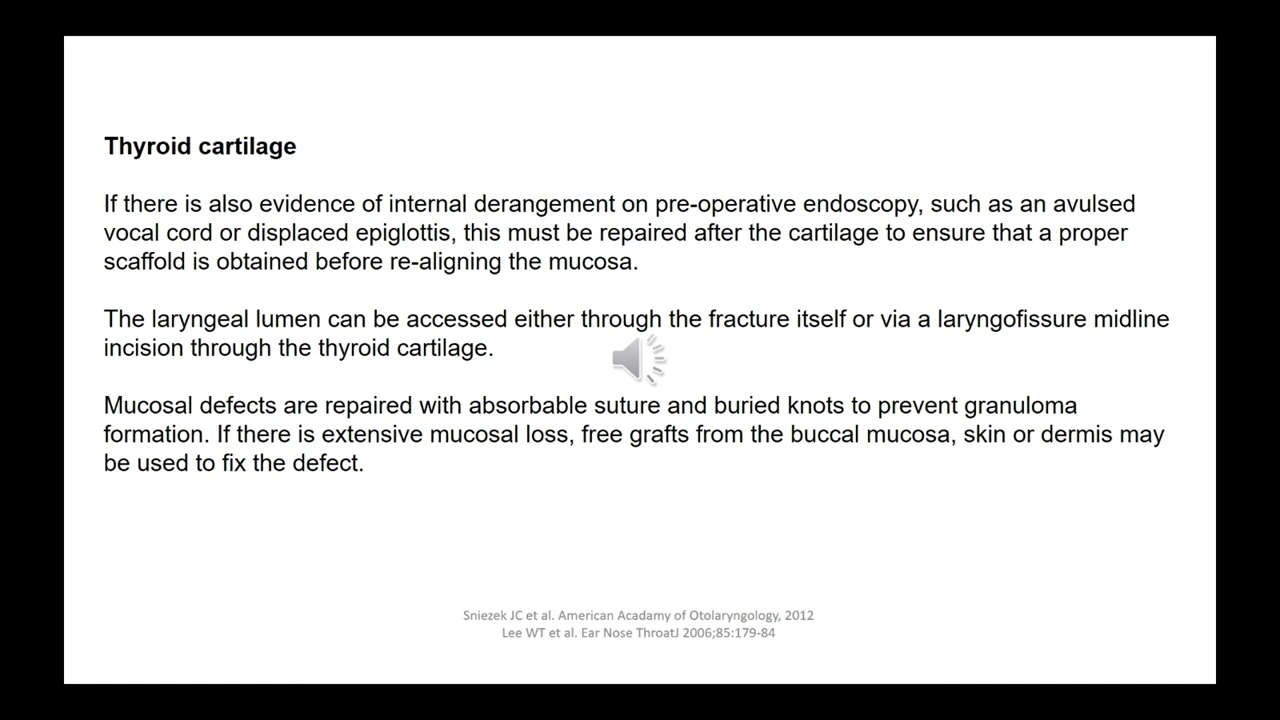 Thyroid cartilage
If there is also evidence of internal derangement on pre-operative endoscopy, such as an avulsed
vocal cord or displaced epiglottis, this must be repaired after the cartilage to ensure that a proper
scaffold is obtained before re-aligning the mucosa.
The laryngeal lumen can be accessed either through the fracture itself or via a laryngofissure midline
incision through the thyroid cartilage.
Mucosal defects are repaired with absorbable suture and buried knots to prevent granuloma
formation. If there is extensive mucosal loss, free grafts from the buccal mucosa, skin or dermis may
be used to fix the defect.
Sniezek JC et al. American Acadamy of Otolaryngology, 2012
Lee WT et al. Ear Nose ThroatJ 2006;85:179-84